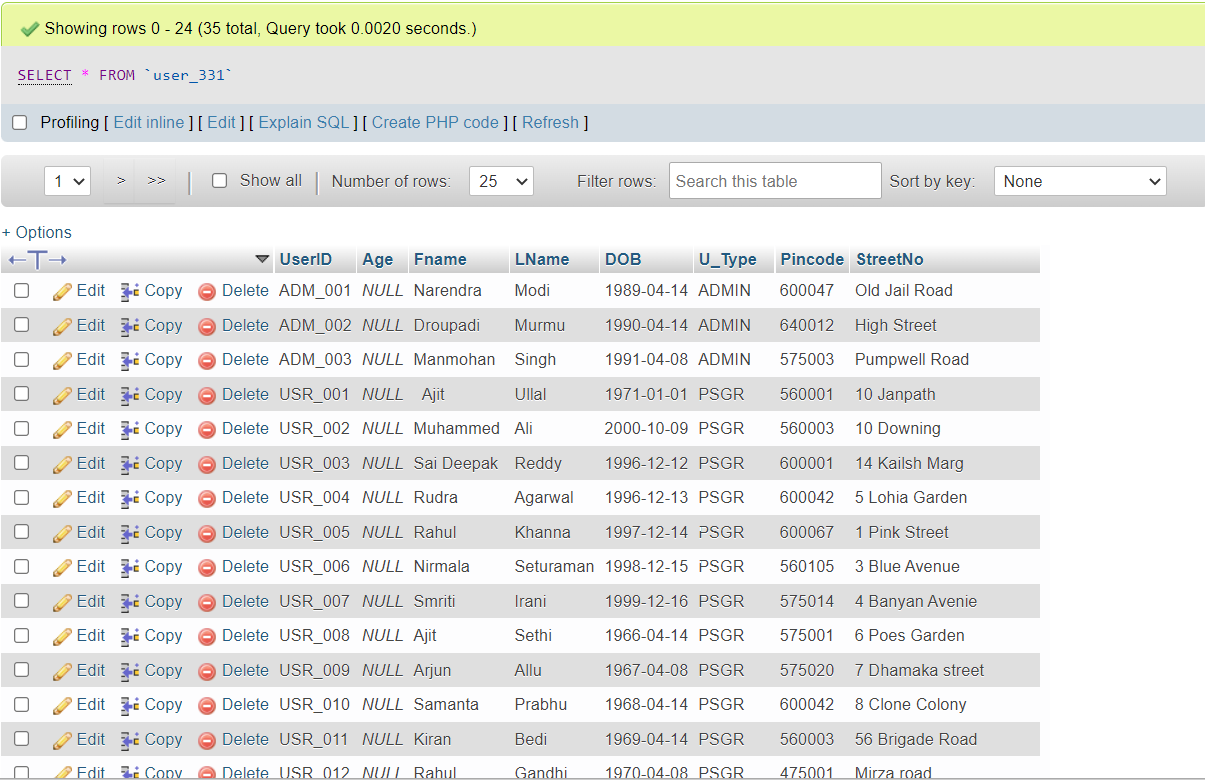 Showing rows 0 - 24 (35 total, Query took 0.0020 seconds.)
SELECT * FROM `user_331`
Profiling [ Edit inline ] [ Edit ] [ Explain SQL ] [ Create PHP code ] [ Refresh ]
1 > >> | Show all | Number of rows: 25 Filter rows: Search this table Sort by key: None
+ Options
←T→ UserID Age Fname LName DOB U_Type Pincode StreetNo
Edit Copy Delete ADM_001 NULL Narendra Modi 1989-04-14 ADMIN 600047 Old Jail Road
Edit Copy Delete ADM_002 NULL Droupadi Murmu 1990-04-14 ADMIN 640012 High Street
Edit Copy Delete ADM_003 NULL Manmohan Singh 1991-04-08 ADMIN 575003 Pumpwell Road
Edit Copy Delete USR_001 NULL Ajit Ullal 1971-01-01 PSGR 560001 10 Janpath
Edit Copy Delete USR_002 NULL Muhammed Ali 2000-10-09 PSGR 560003 10 Downing
Edit Copy Delete USR_003 NULL Sai Deepak Reddy 1996-12-12 PSGR 600001 14 Kailsh Marg
Edit Copy Delete USR_004 NULL Rudra Agarwal 1996-12-13 PSGR 600042 5 Lohia Garden
Edit Copy Delete USR_005 NULL Rahul Khanna 1997-12-14 PSGR 600067 1 Pink Street
Edit Copy Delete USR_006 NULL Nirmala Seturaman 1998-12-15 PSGR 560105 3 Blue Avenue
Edit Copy Delete USR_007 NULL Smriti Irani 1999-12-16 PSGR 575014 4 Banyan Avenie
Edit Copy Delete USR_008 NULL Ajit Sethi 1966-04-14 PSGR 575001 6 Poes Garden
Edit Copy Delete USR_009 NULL Arjun Allu 1967-04-08 PSGR 575020 7 Dhamaka street
Edit Copy Delete USR_010 NULL Samanta Prabhu 1968-04-14 PSGR 600042 8 Clone Colony
Edit Copy Delete USR_011 NULL Kiran Bedi 1969-04-14 PSGR 560003 56 Brigade Road
Edit Copy Delete USR_012 NULL Rahul Gandhi 1970-04-08 PSGR 475001 Mirza road